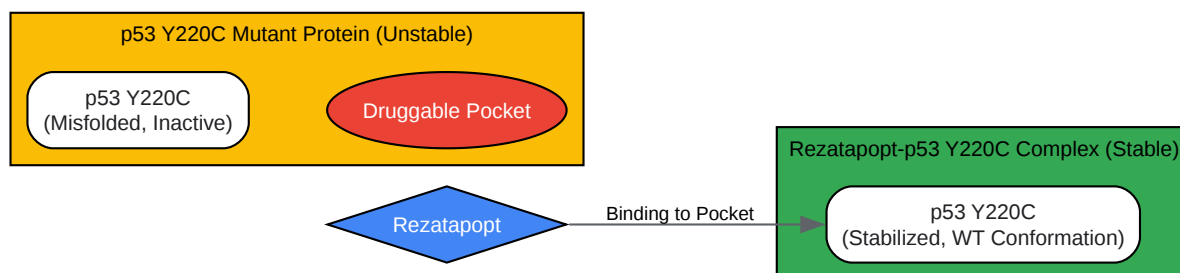 p53 Y220C Mutant Protein (Unstable)
p53 Y220C
(Misfolded, Inactive)
Druggable Pocket
Rezatapopt
Binding to Pocket
Rezatapopt-p53 Y220C Complex (Stable)
p53 Y220C
(Stabilized, WT Conformation)